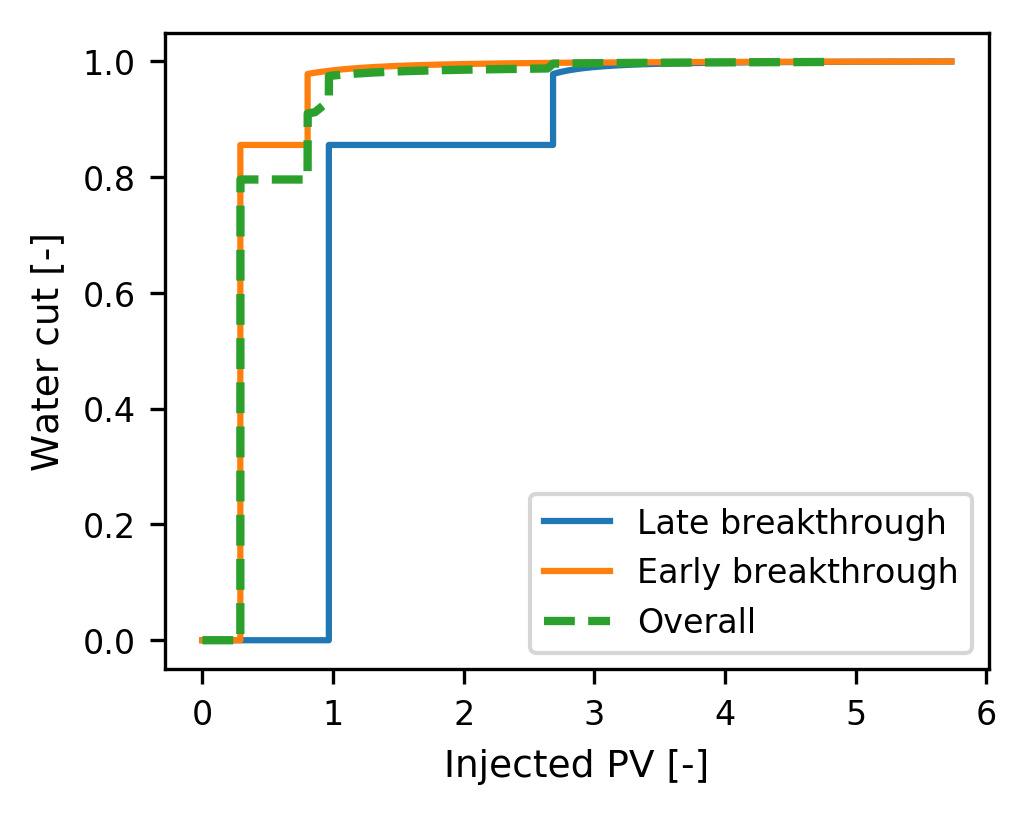 1.0
0.8
0.6
0.4
0.2
0.0
Water cut [-]
Late breakthrough
Early breakthrough
Overall
0 1 2 3 4 5 6
Injected PV [-]